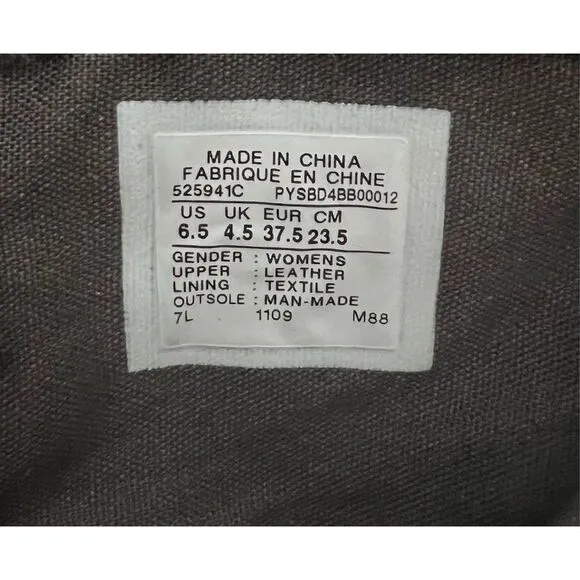 MADE IN CHINA
FABRIQUE EN CHINE
525941C PYSBD4BB00012
US UK EUR CM
6.5 4.5 37.5 23.5
GENDER : WOMENS
UPPER : LEATHER
LINING : TEXTILE
OUTSOLE : MAN-MADE
7L 1109 M88